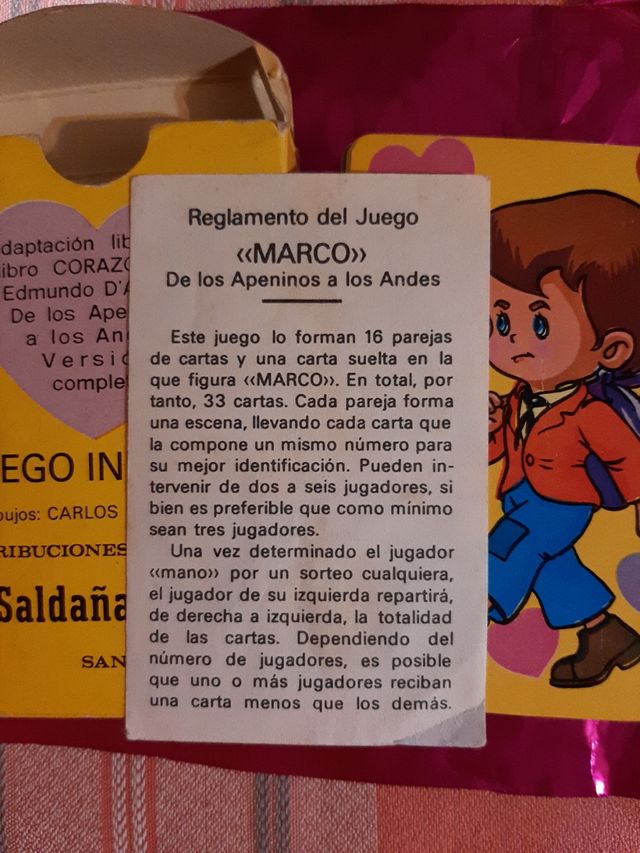 Reglamento del Juego
«MARCO»
De los Apeninos a los Andes
Este juego lo forman 16 parejas
de cartas y una carta suelta en la
que figura «MARCO». En total, por
tanto, 33 cartas. Cada pareja forma
una escena, llevando cada carta que
la compone un mismo número para
su mejor identificación. Pueden in-
tervenir de dos a seis jugadores, si
bien es preferible que como mínimo
sean tres jugadores.
Una vez determinado el jugador
«mano» por un sorteo cualquiera,
el jugador de su izquierda repartirá,
de derecha a izquierda, la totalidad
de las cartas. Dependiendo del
número de jugadores, es posible
que uno o más jugadores reciban
una carta menos que los demás.
daptación lib
ibro CORAZO
Edmundo D'A
De los Ape
a los An
Versió
comple
EGO IN
bujos: CARLOS
RIBUCIONES
Saldaña
SAN